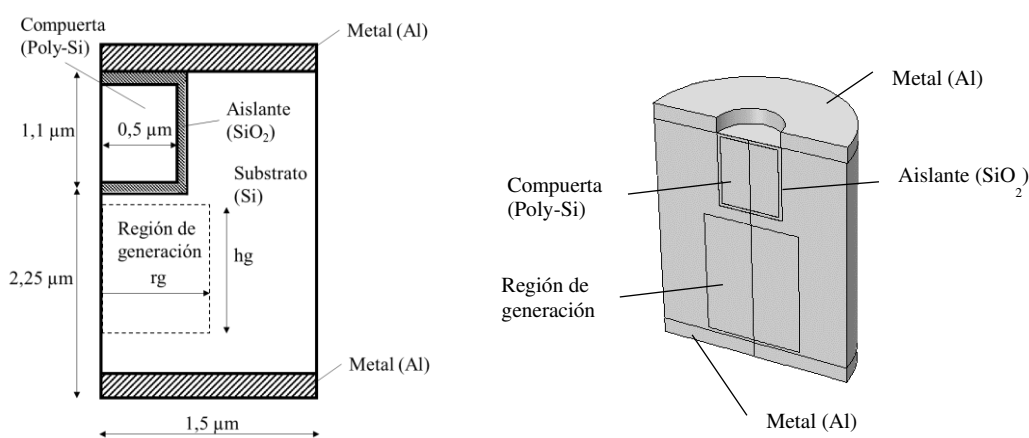 Compuerta
(Poly-Si)
Metal (Al)
1,1 µm
0,5 µm
Aislante
(SiO₂)
Substrato
(Si)
Región de
generación
rg
hg
2,25 µm
Metal (Al)
1,5 µm
Metal (Al)
Compuerta
(Poly-Si)
Aislante (SiO₂)
Región de
generación
Metal (Al)